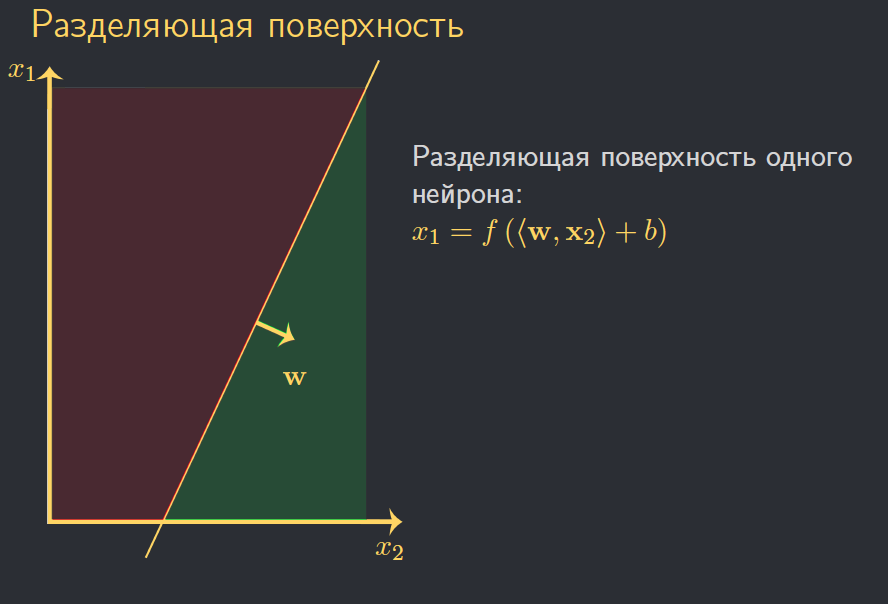 Разделяющая поверхность
x₁
Разделяющая поверхность одного
нейрона:
x₁ = f (⟨w, x₂⟩ + b)
w
x₂